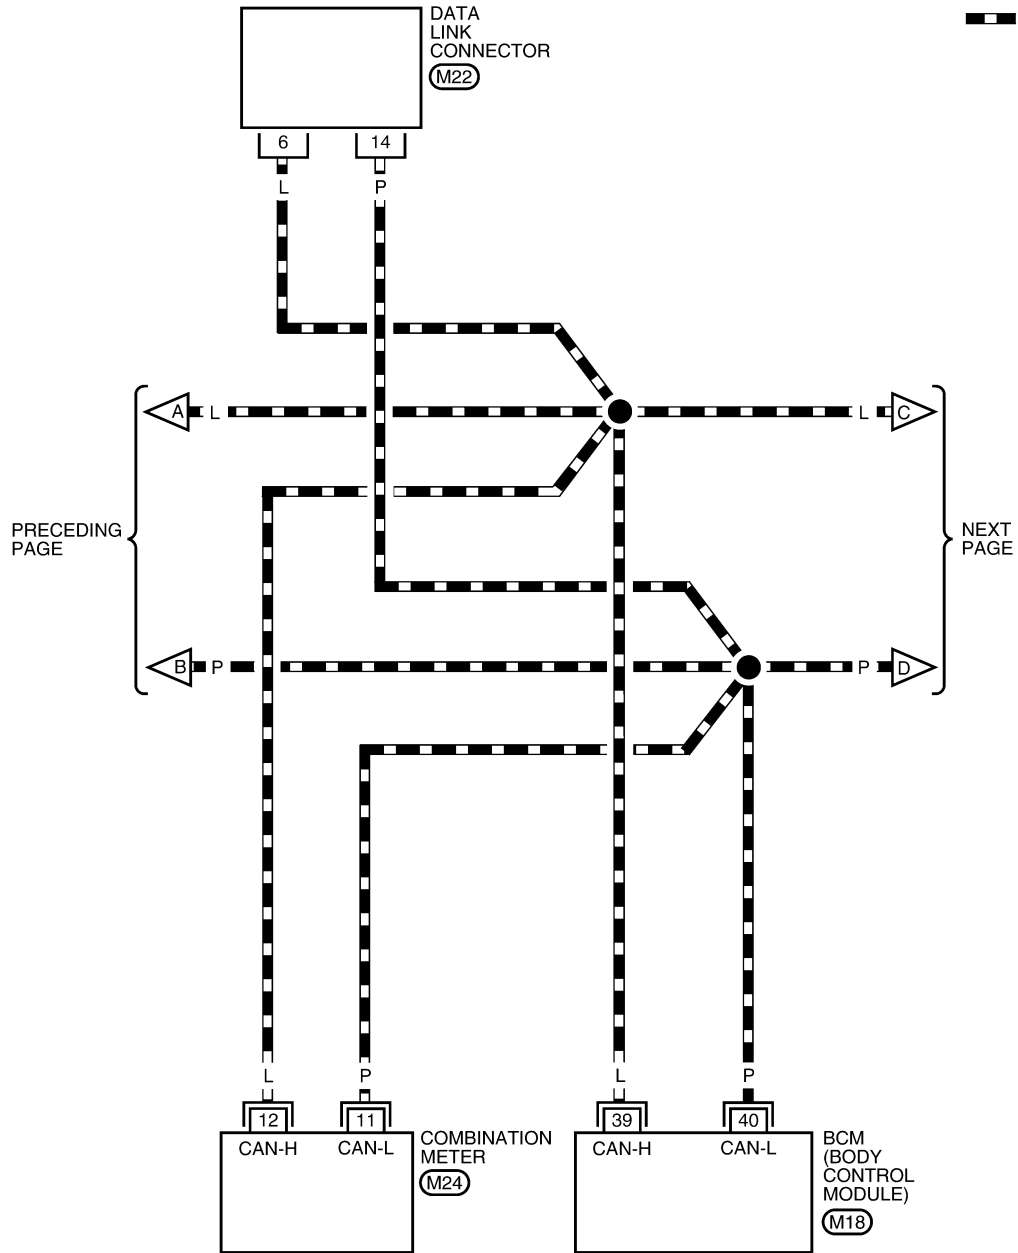 DATA
LINK
CONNECTOR
M22
6
14
L
P
A
L
L
C
PRECEDING
PAGE
NEXT
PAGE
B
P
P
D
L
P
L
P
12
11
39
40
CAN-H
CAN-L
CAN-H
CAN-L
COMBINATION
METER
M24
BCM
(BODY
CONTROL
MODULE)
M18